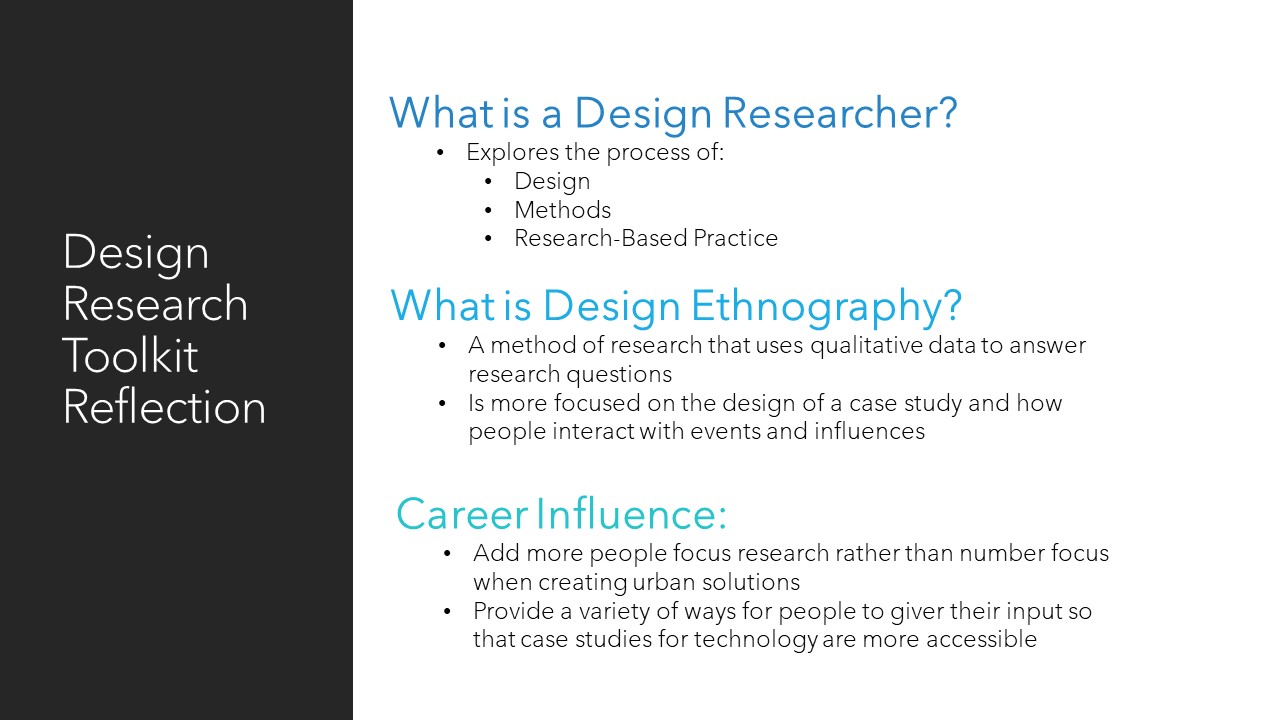 Design
Research
Toolkit
Reflection
What is a Design Researcher?
• Explores the process of:
• Design
• Methods
• Research-Based Practice
What is Design Ethnography?
• A method of research that uses qualitative data to answer
research questions
• Is more focused on the design of a case study and how
people interact with events and influences
Career Influence:
• Add more people focus research rather than number focus
when creating urban solutions
• Provide a variety of ways for people to giver their input so
that case studies for technology are more accessible